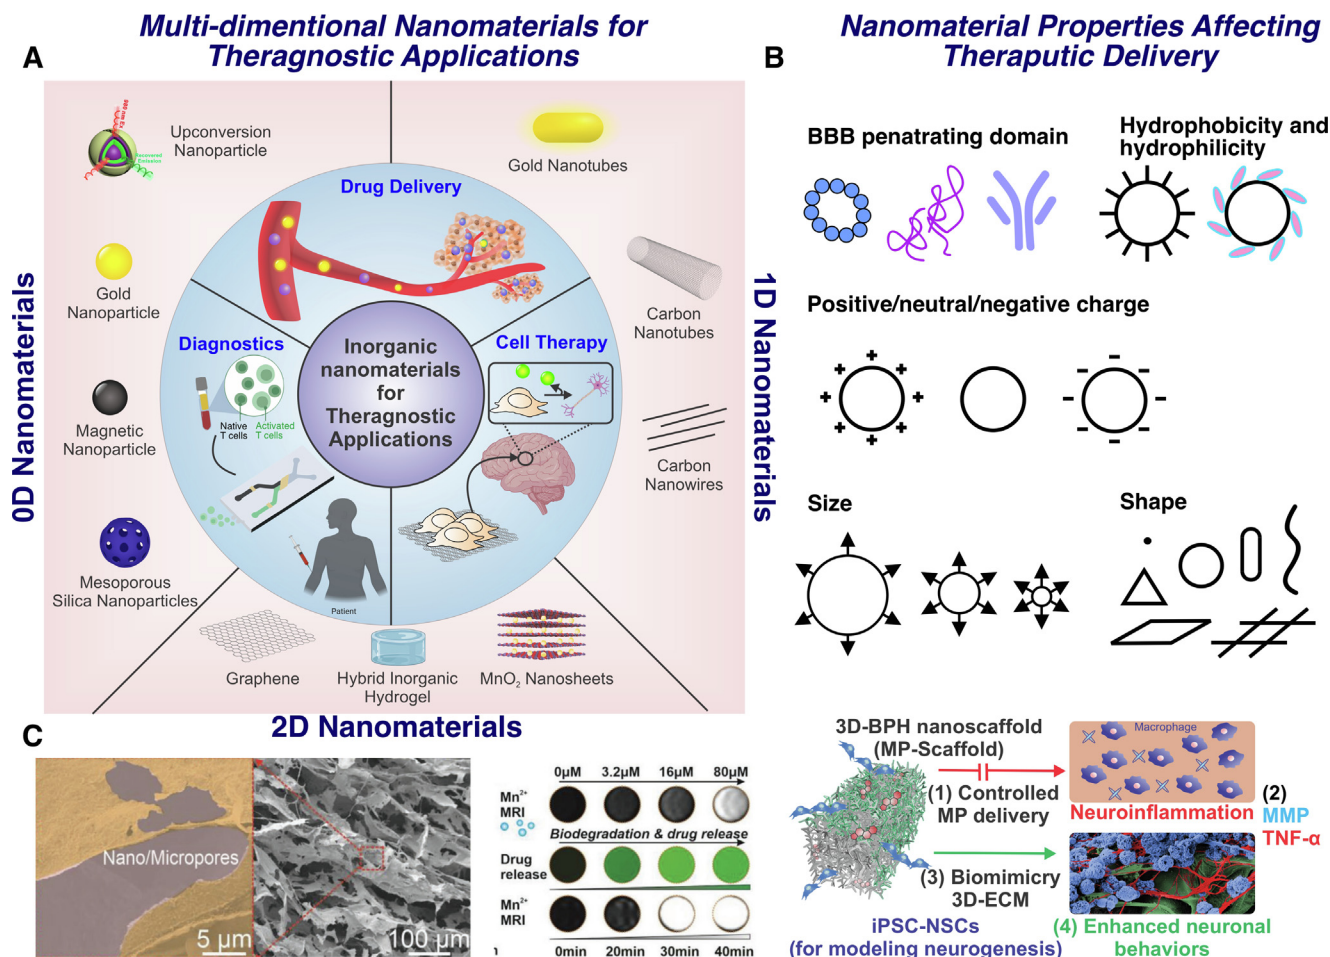 Multi-dimentional Nanomaterials for
Theragnostic Applications
A
Upconversion
Nanoparticle
980 nm Ex
Recovered
Emission
Gold Nanotubes
Drug Delivery
0D Nanomaterials
Gold
Nanoparticle
Carbon
Nanotubes
1D Nanomaterials
Diagnostics
Native
T cells
Activated
T cells
Inorganic
nanomaterials
for
Theragnostic
Applications
Cell Therapy
Magnetic
Nanoparticle
Carbon
Nanowires
Mesoporous
Silica Nanoparticles
Patient
Graphene
Hybrid Inorganic
Hydrogel
MnO₂ Nanosheets
2D Nanomaterials
B
Nanomaterial Properties Affecting
Theraputic Delivery
BBB penatrating domain
Hydrophobicity and
hydrophilicity
Positive/neutral/negative charge
Size
Shape
C
Nano/Micropores
5 μm
100 μm
0μM 3.2μM 16μM 80μM
Mn²⁺
MRI
Biodegradation & drug release
Drug
release
Mn²⁺
MRI
0min 20min 30min 40min
3D-BPH nanoscaffold
(MP-Scaffold)
(1) Controlled
MP delivery
Macrophage
Neuroinflammation
(2)
MMP
TNF-α
(3) Biomimicry
3D-ECM
iPSC-NSCs
(for modeling neurogenesis)
(4) Enhanced neuronal
behaviors